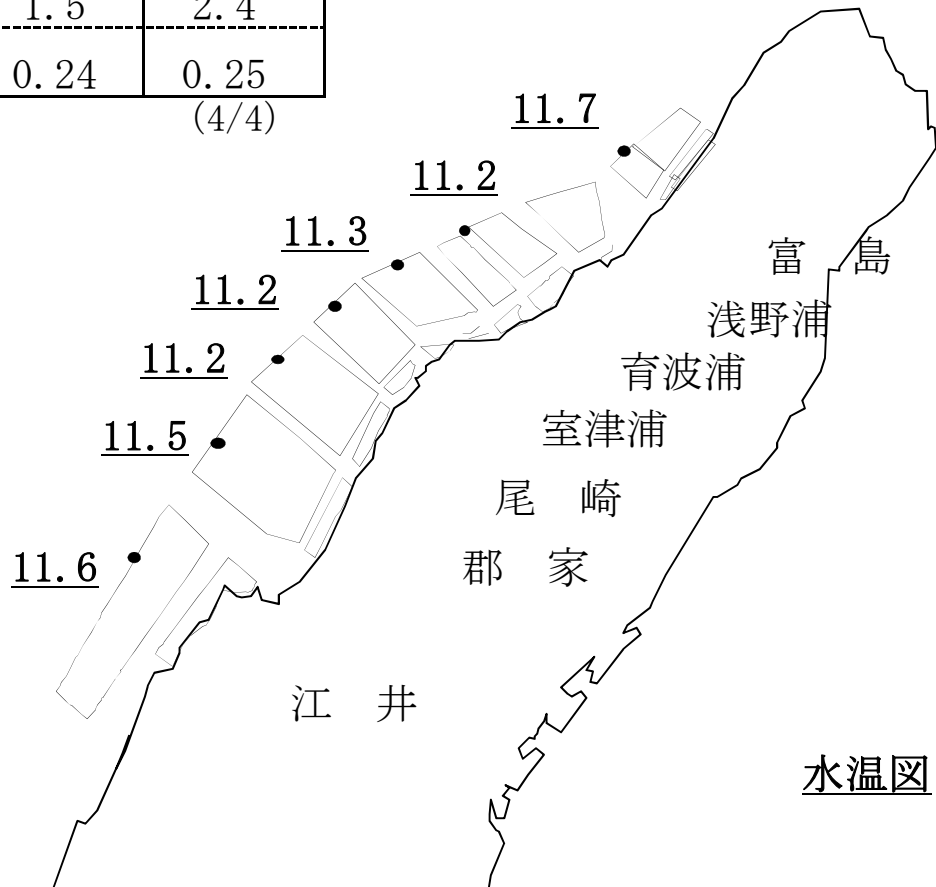 1.5 2.4
0.24 0.25
(4/4)
11.7
11.2
11.3
11.2
11.2
11.5
11.6
富　島
浅野浦
育波浦
室津浦
尾　崎
郡　家
江　井
水温図